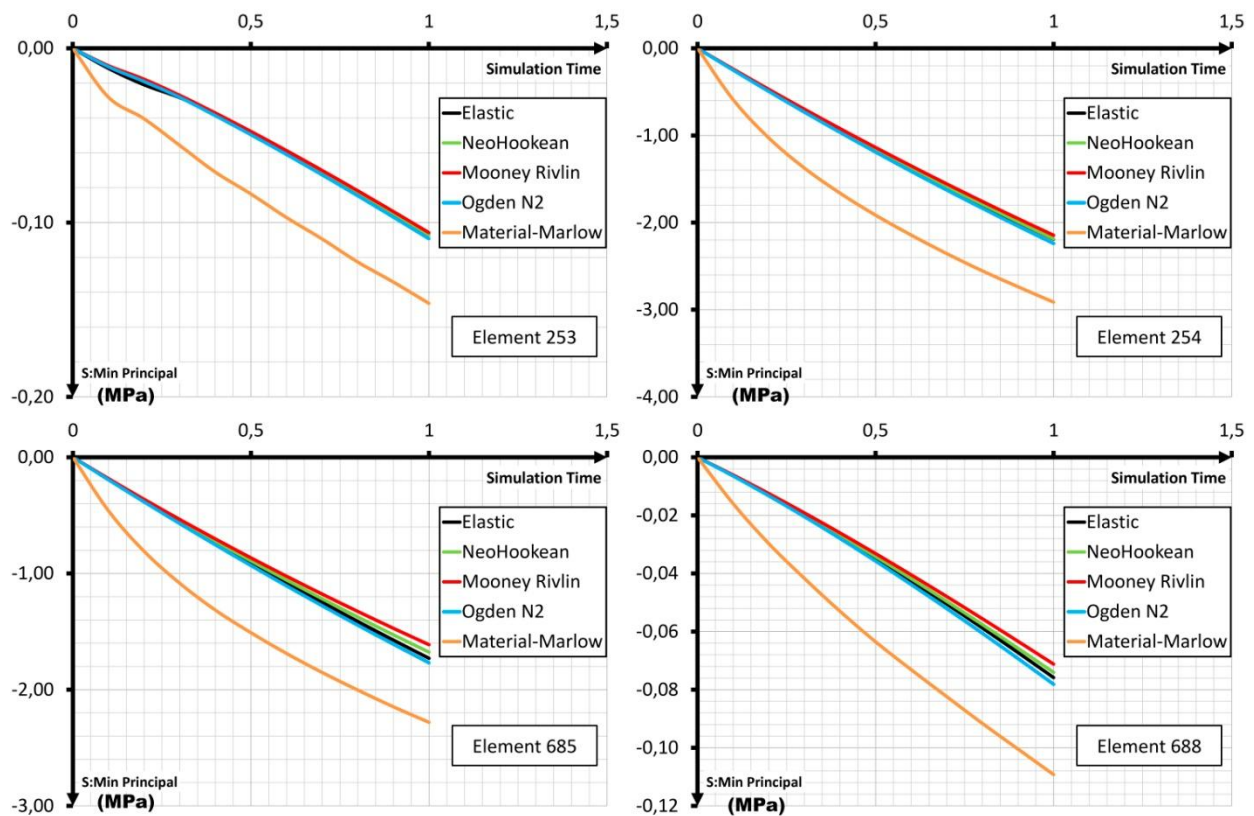 0 0,5 1 1,5
0,00
Simulation Time
Elastic
NeoHookean
Mooney Rivlin
-0,10
Ogden N2
Material-Marlow
Element 253
S:Min Principal
(MPa)
-0,20
0 0,5 1 1,5
0,00
Simulation Time
Elastic
-1,00
NeoHookean
Mooney Rivlin
-2,00
Ogden N2
Material-Marlow
-3,00
Element 254
S:Min Principal
(MPa)
-4,00
0 0,5 1 1,5
0,00
Simulation Time
Elastic
NeoHookean
-1,00
Mooney Rivlin
Ogden N2
Material-Marlow
-2,00
Element 685
S:Min Principal
(MPa)
-3,00
0 0,5 1 1,5
0,00
Simulation Time
-0,02
Elastic
NeoHookean
-0,04
Mooney Rivlin
Ogden N2
-0,06
Material-Marlow
-0,08
Element 688
-0,10
S:Min Principal
(MPa)
-0,12